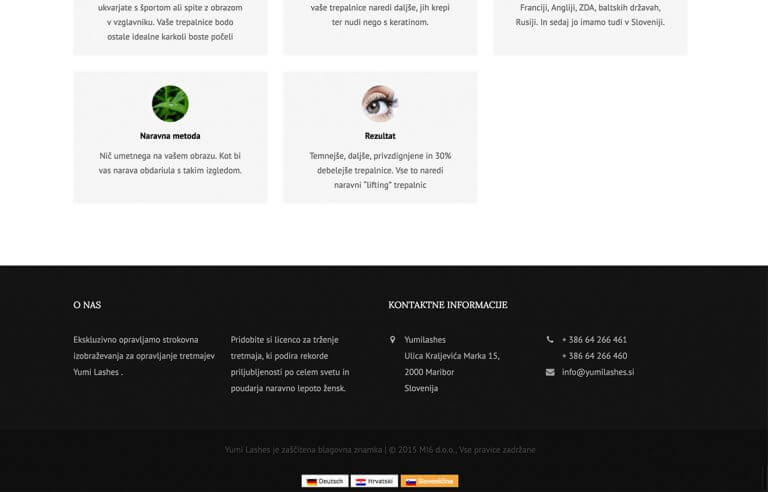 ukvarjate s športom ali spite z obrazom
v vzglavniku. Vaše trepalnice bodo
ostale idealne karkoli boste počeli
vaše trepalnice naredi daljše, jih krepi
ter nudi nego s keratinom.
Franciji, Angliji, ZDA, baltskih državah,
Rusiji. In sedaj jo imamo tudi v Sloveniji.
Naravna metoda
Nič umetnega na vašem obrazu. Kot bi
vas narava obdariula s takim izgledom.
Rezultat
Temnejše, daljše, privzdignjene in 30%
debelejše trepalnice. Vse to naredi
naravni "lifting" trepalnic
O NAS
Ekskluzivno opravljamo strokovna
izobraževanja za opravljanje tretmajev
Yumi Lashes .
Pridobite si licenco za trženje
tretmaja, ki podira rekorde
priljubljenosti po celem svetu in
poudarja naravno lepoto žensk.
KONTAKTNE INFORMACIJE
Yumilashes
Ulica Kraljevića Marka 15,
2000 Maribor
Slovenija
+ 386 64 266 461
+ 386 64 266 460
info@yumilashes.si
Yumi Lashes je zaščitena blagovna znamka | © 2015 MI6 d.o.o., Vse pravice zadržane
Deutsch
Hrvatski
Slovenščina